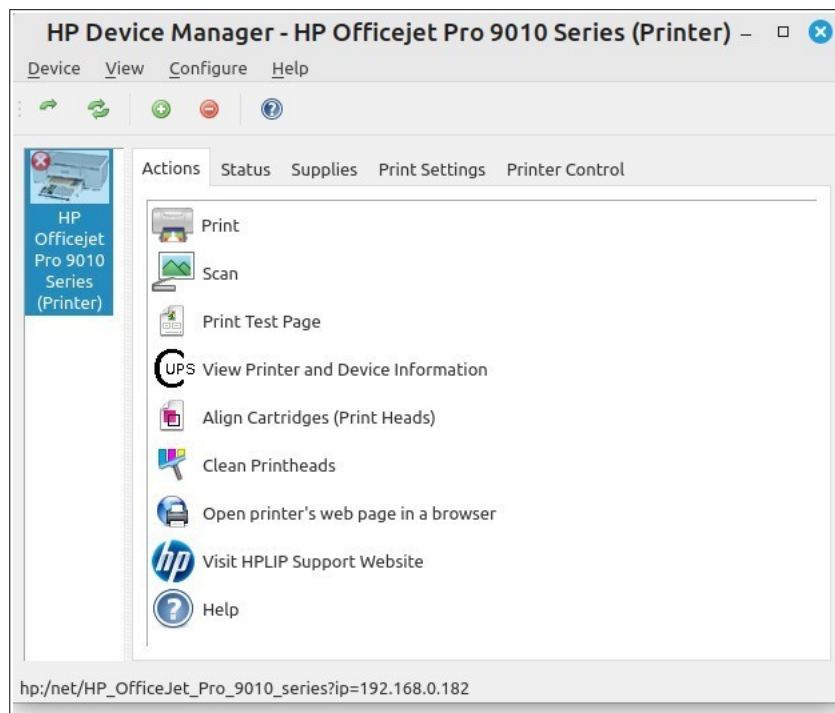 HP Device Manager - HP Officejet Pro 9010 Series (Printer)
Device View Configure Help
Actions Status Supplies Print Settings Printer Control
HP
Officejet
Pro 9010
Series
(Printer)
Print
Scan
Print Test Page
CUPS View Printer and Device Information
Align Cartridges (Print Heads)
Clean Printheads
Open printer's web page in a browser
hp Visit HPLIP Support Website
Help
hp:/net/HP_OfficeJet_Pro_9010_series?ip=192.168.0.182